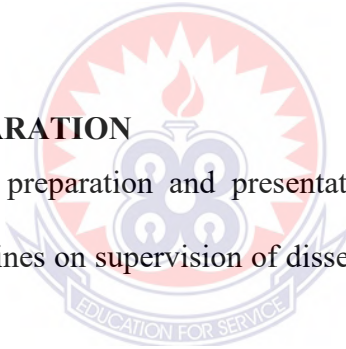 ARATION
preparation and presentat
ines on supervision of disse
EDUCATION FOR SERVICE